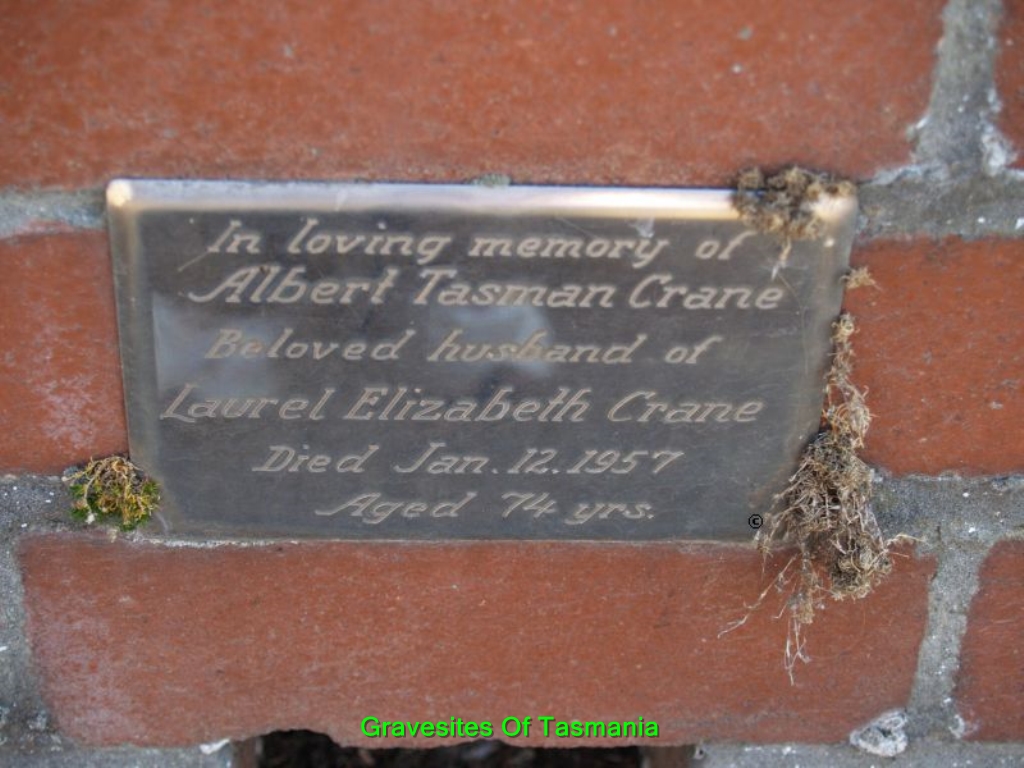 In loving memory of
Albert Tasman Crane
Beloved husband of
Laurel Elizabeth Crane
Died Jan. 12. 1957
Aged 74 yrs.
©
Gravesites Of Tasmania